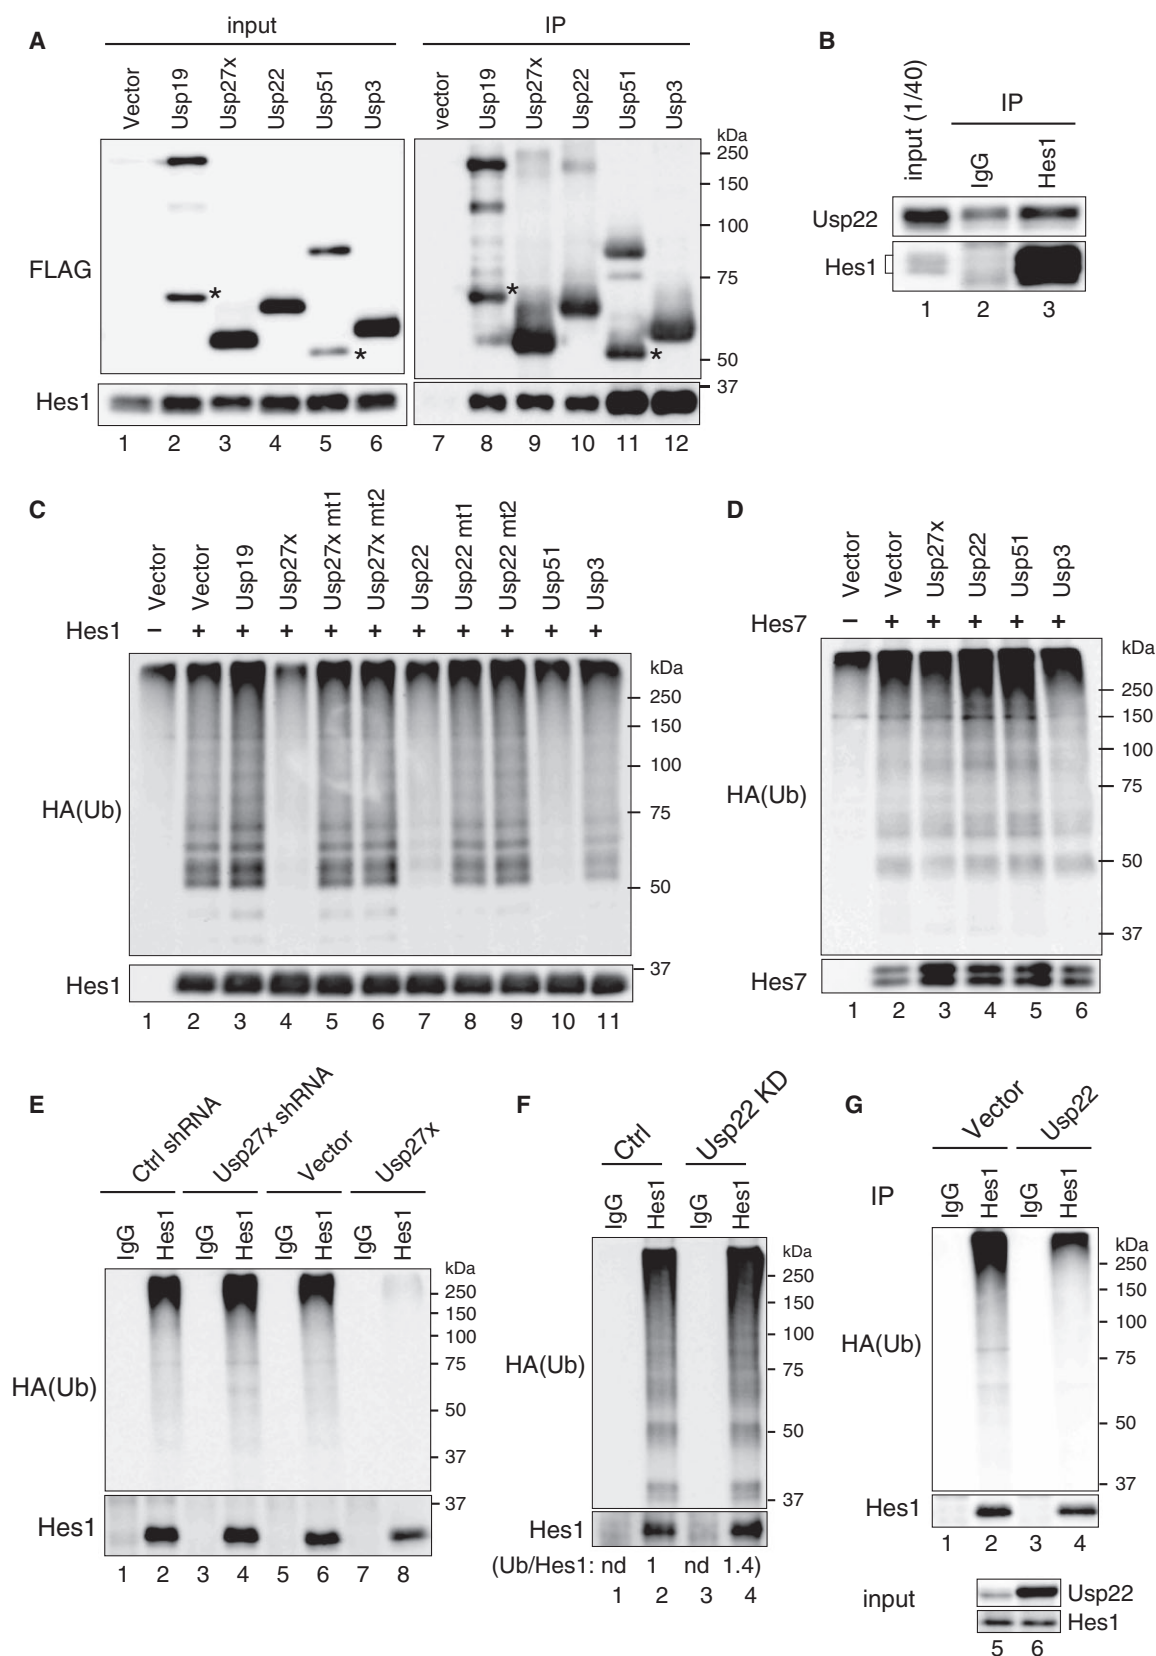 A
input
IP
Vector
Usp19
Usp27x
Usp22
Usp51
Usp3
vector
Usp19
Usp27x
Usp22
Usp51
Usp3
kDa
250
150
100
75
50
37
FLAG
*
*
*
*
Hes1
1 2 3 4 5 6 7 8 9 10 11 12
B
input (1/40)
IP
IgG
Hes1
Usp22
Hes1
1 2 3
C
Vector
Vector
Usp19
Usp27x
Usp27x mt1
Usp27x mt2
Usp22
Usp22 mt1
Usp22 mt2
Usp51
Usp3
Hes1 – + + + + + + + + + +
kDa
250
150
100
75
50
37
HA(Ub)
Hes1
1 2 3 4 5 6 7 8 9 10 11
D
Vector
Vector
Usp27x
Usp22
Usp51
Usp3
Hes7 – + + + + +
kDa
250
150
100
75
50
37
HA(Ub)
Hes7
1 2 3 4 5 6
E
Ctrl shRNA
Usp27x shRNA
Vector
Usp27x
IgG
Hes1
IgG
Hes1
IgG
Hes1
IgG
Hes1
kDa
250
150
100
75
50
37
37
HA(Ub)
Hes1
1 2 3 4 5 6 7 8
F
Ctrl
Usp22 KD
IgG
Hes1
IgG
Hes1
kDa
250
150
100
75
50
37
HA(Ub)
Hes1
(Ub/Hes1: nd 1 nd 1.4)
1 2 3 4
G
Vector
Usp22
IP
IgG
Hes1
IgG
Hes1
kDa
250
150
100
75
50
37
HA(Ub)
Hes1
1 2 3 4
input
Usp22
Hes1
5 6